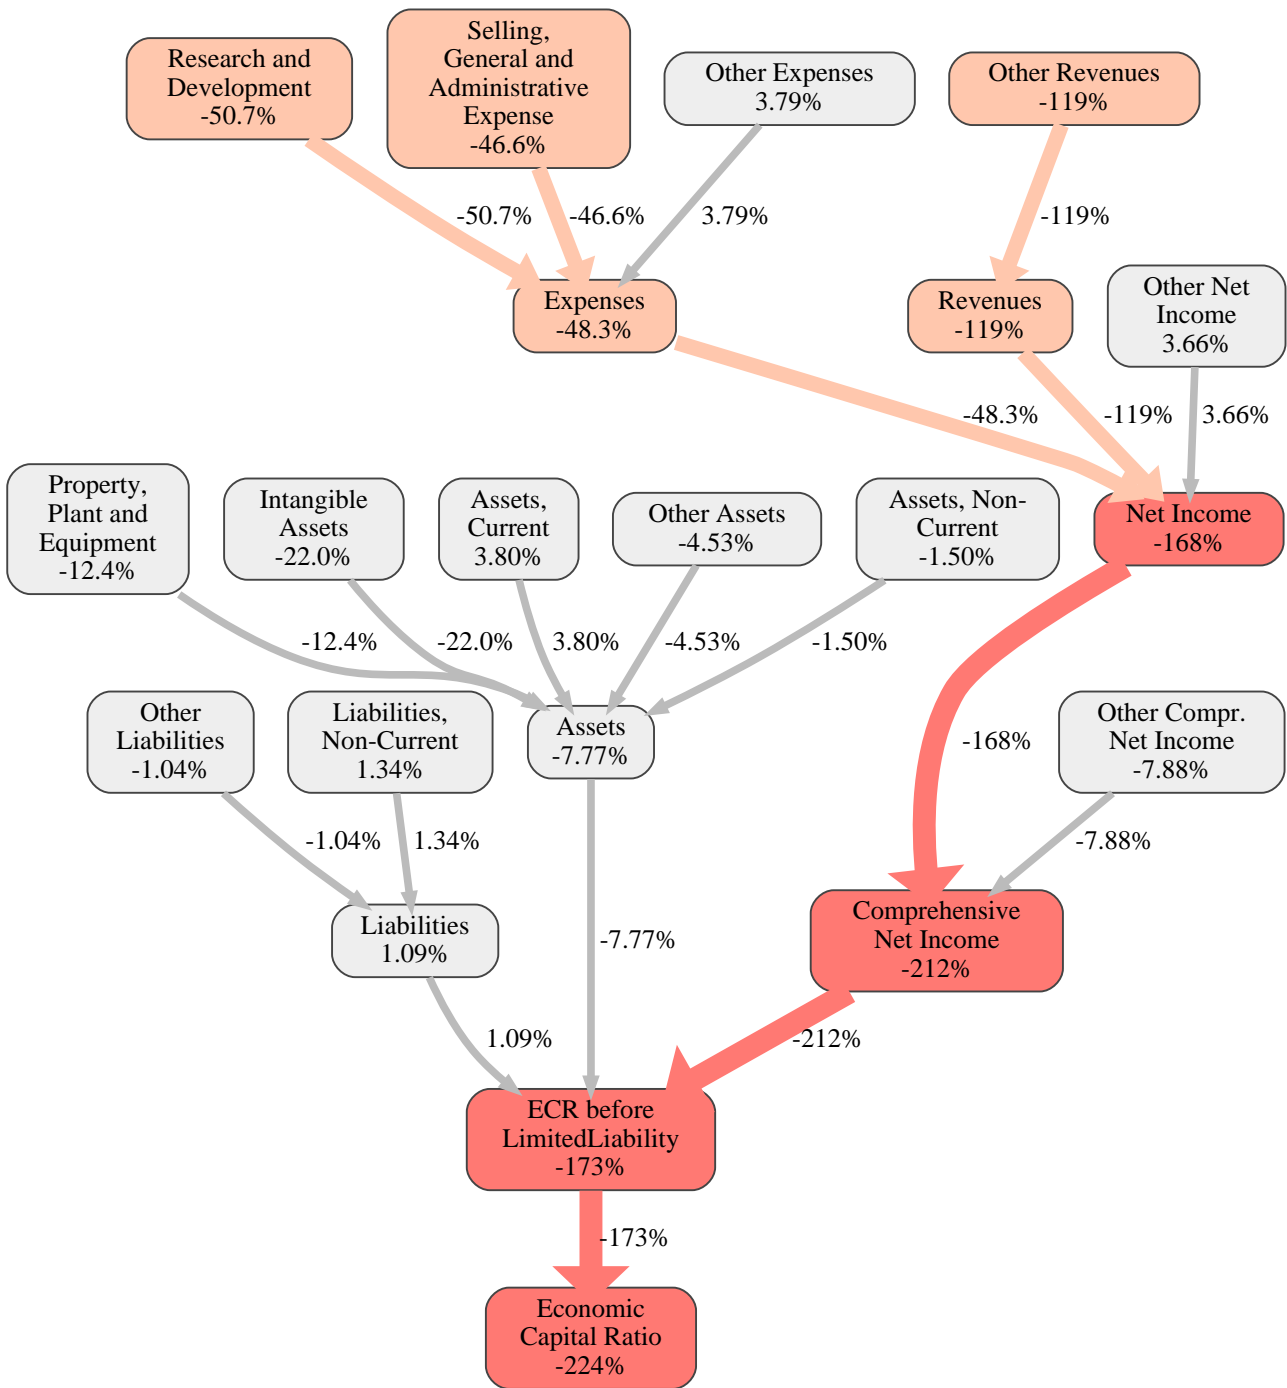 Research and
Development
-50.7%
Selling,
General and
Administrative
Expense
-46.6%
Other Expenses
3.79%
Other Revenues
-119%
-50.7%
-46.6%
3.79%
-119%
Expenses
-48.3%
Revenues
-119%
Other Net
Income
3.66%
-48.3%
-119%
3.66%
Property,
Plant and
Equipment
-12.4%
Intangible
Assets
-22.0%
Assets,
Current
3.80%
Other Assets
-4.53%
Assets, Non-
Current
-1.50%
Net Income
-168%
-12.4%
-22.0%
3.80%
-4.53%
-1.50%
Other
Liabilities
-1.04%
Liabilities,
Non-Current
1.34%
Assets
-7.77%
-168%
Other Compr.
Net Income
-7.88%
-1.04%
1.34%
-7.88%
Liabilities
1.09%
-7.77%
Comprehensive
Net Income
-212%
1.09%
-212%
ECR before
LimitedLiability
-173%
-173%
Economic
Capital Ratio
-224%